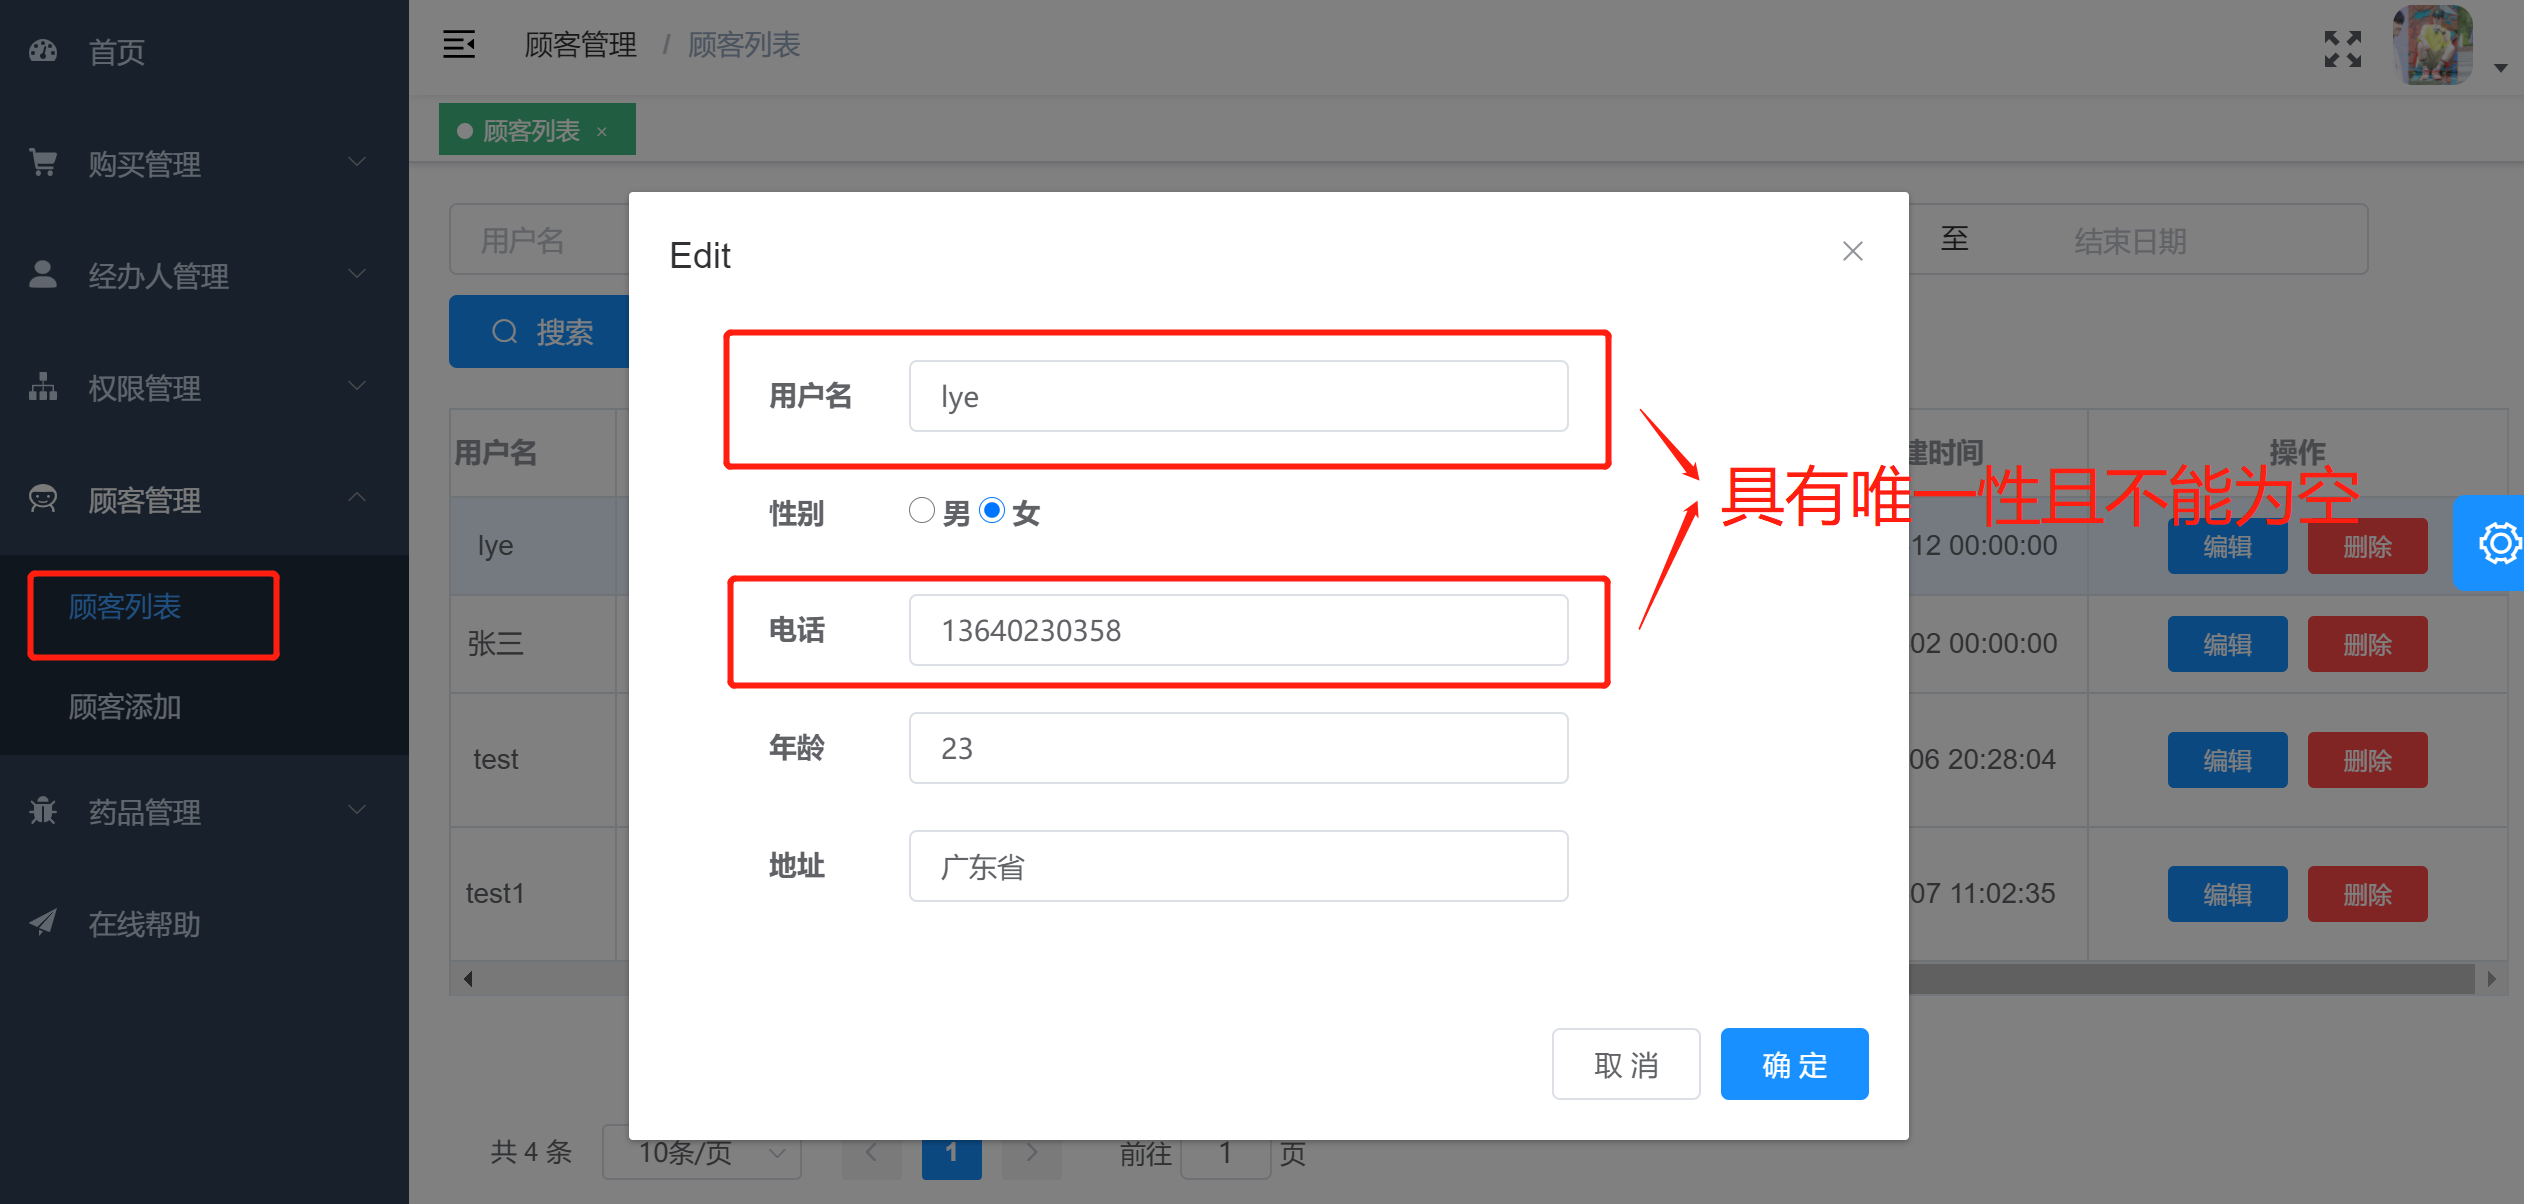 首页
购买管理
经办人管理
权限管理
顾客管理
顾客列表
顾客添加
药品管理
在线帮助
顾客管理 / 顾客列表
顾客列表 ×
用户名
至 结束日期
搜索
用户名 建时间 操作
lye 12 00:00:00 编辑 删除
张三 02 00:00:00 编辑 删除
test 06 20:28:04 编辑 删除
test1 07 11:02:35 编辑 删除
Edit
用户名 lye
性别 男 女
电话 13640230358
年龄 23
地址 广东省
取 消 确 定
具有唯一性且不能为空
共 4 条 10条/页 1 前往 1 页